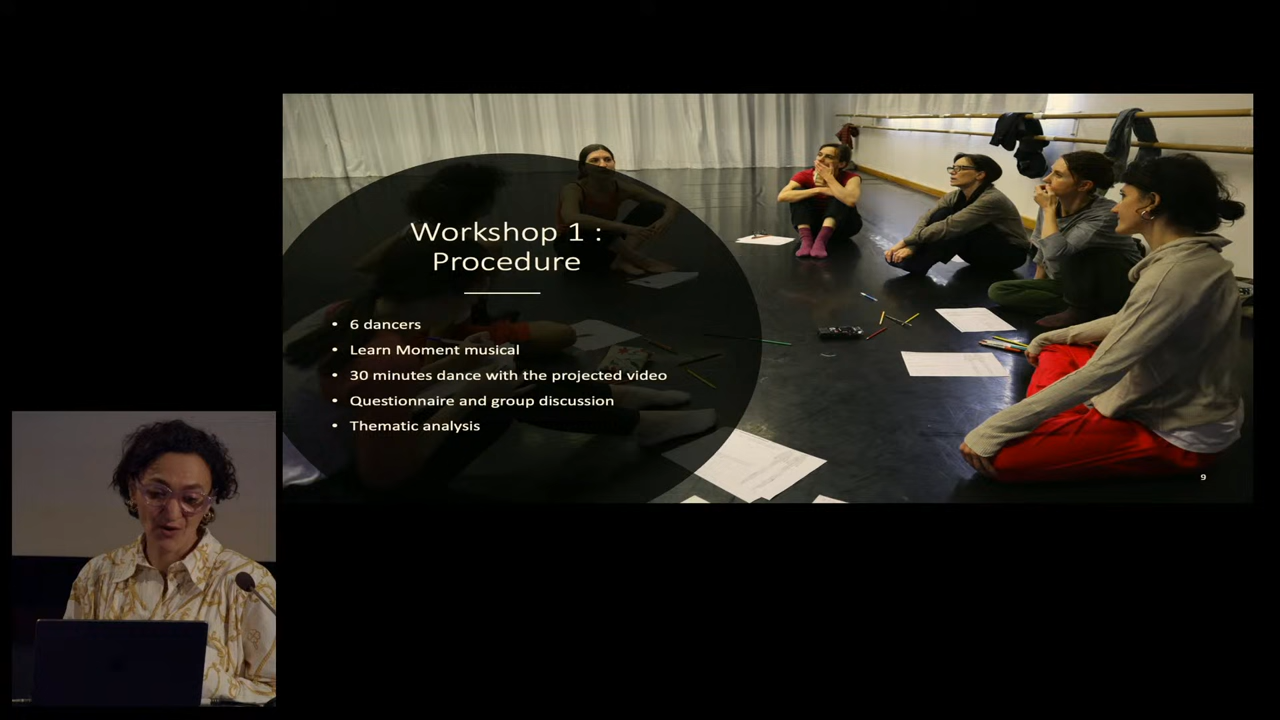 Workshop 1 :
Procedure
• 6 dancers
• Learn Moment musical
• 30 minutes dance with the projected video
• Questionnaire and group discussion
• Thematic analysis
9